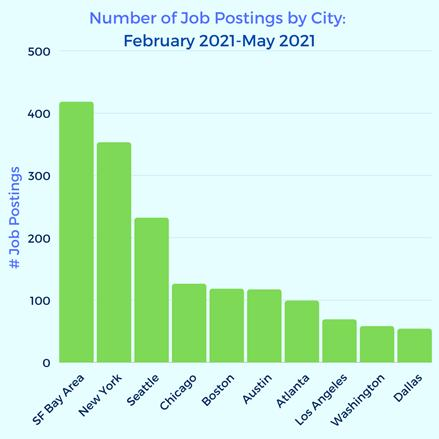 Number of Job Postings by City:
February 2021-May 2021
# Job Postings
500
400
300
200
100
0
SF Bay Area
New York
Seattle
Chicago
Boston
Austin
Atlanta
Los Angeles
Washington
Dallas